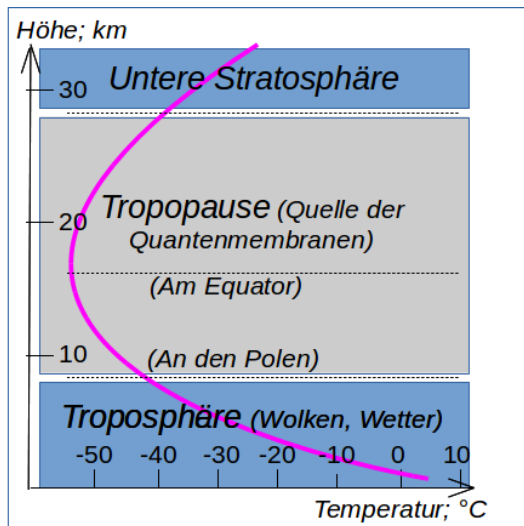 Höhe; km
Untere Stratosphäre
30
20
Tropopause (Quelle der
Quantenmembranen)
(Am Equator)
10
(An den Polen)
Troposphäre (Wolken, Wetter)
-50 -40 -30 -20 -10 0 10
Temperatur; °C